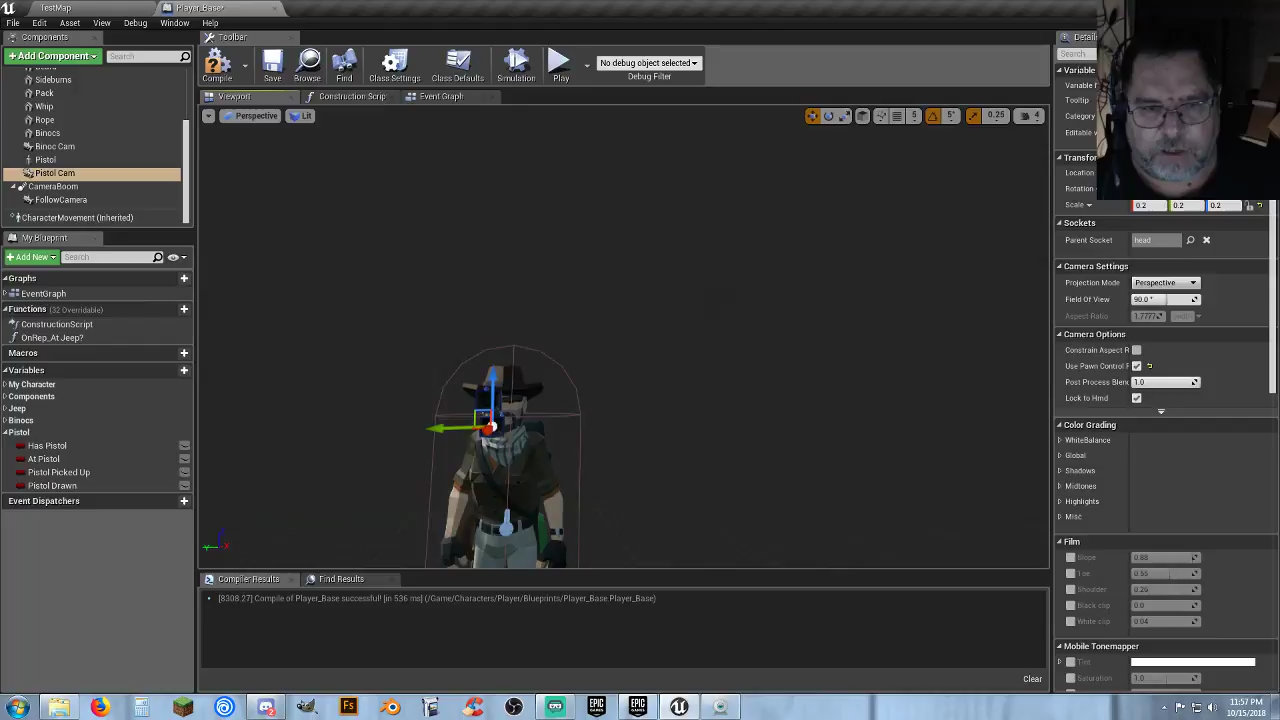 TestMap
Player_Base*
File Edit Asset View Debug Window Help
Components
Toolbar
Details
+ Add Component
Search
Sideburns
Pack
Whip
Rope
Binocs
Binoc Cam
Pistol
Pistol Cam
CameraBoom
FollowCamera
CharacterMovement (Inherited)
Compile
Save
Browse
Find
Class Settings
Class Defaults
Simulation
Play
No debug object selected
Debug Filter
Viewport
Construction Scrip
Event Graph
Perspective
Lit
5
5°
0.25
4
My Blueprint
+ Add New
Search
Graphs
EventGraph
Functions (32 Overridable)
ConstructionScript
OnRep_At Jeep?
Macros
Variables
My Character
Components
Jeep
Binocs
Pistol
Has Pistol
At Pistol
Pistol Picked Up
Pistol Drawn
Event Dispatchers
Compiler Results
Find Results
[8308.27] Compile of Player_Base successful! [in 536 ms] (/Game/Characters/Player/Blueprints/Player_Base.Player_Base)
Clear
Search
Variable
Variable
Tooltip
Category
Editable
Transfor
Location
Rotation
Scale
0.2
0.2
0.2
Sockets
Parent Socket
head
Camera Settings
Projection Mode
Perspective
Field Of View
90.0 °
Aspect Ratio
1.7777
Camera Options
Constrain Aspect R
Use Pawn Control F
Post Process Blend
1.0
Lock to Hmd
Color Grading
WhiteBalance
Global
Shadows
Midtones
Highlights
Misc
Film
Slope
0.88
Toe
0.55
Shoulder
0.26
Black clip
0.0
White clip
0.04
Mobile Tonemapper
Tint
Saturation
1.0
11:57 PM
10/15/2018